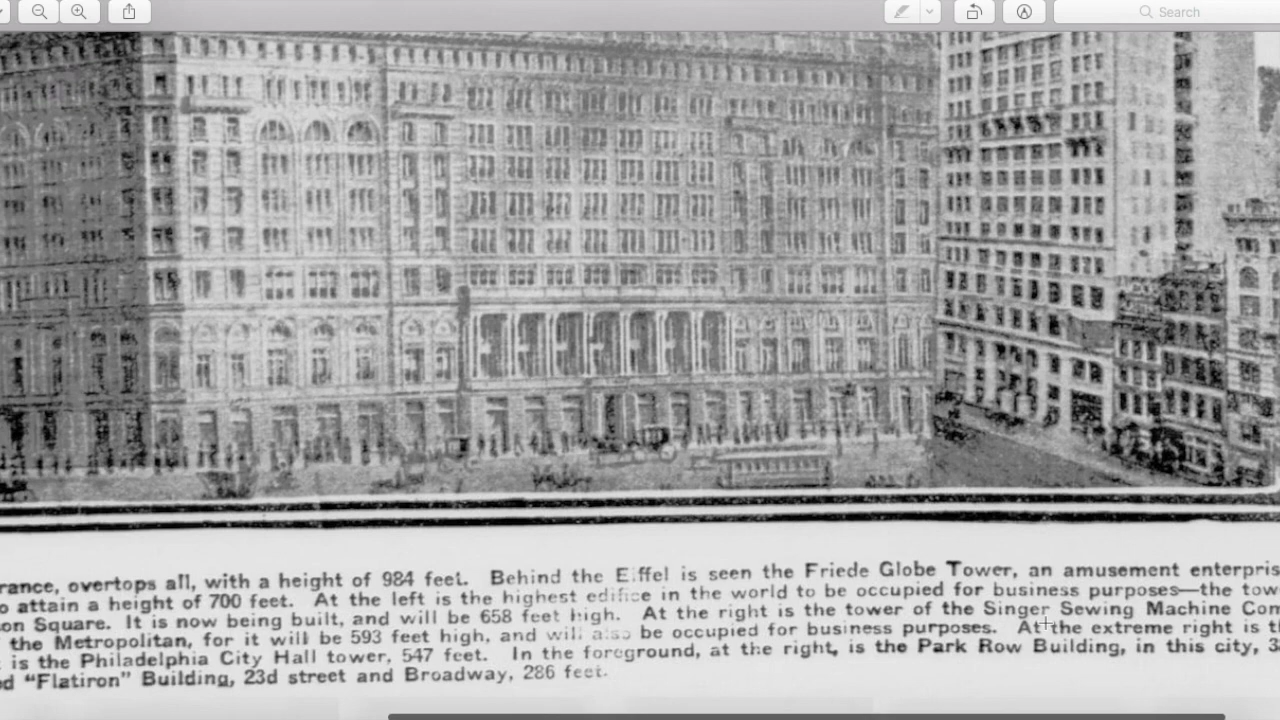 Search
rance, overtops all, with a height of 984 feet. Behind the Eiffel is seen the Friede Globe Tower, an amusement enterpris
o attain a height of 700 feet. At the left is the highest edifice in the world to be occupied for business purposes—the tow
son Square. It is now being built, and will be 658 feet high. At the right is the tower of the Singer Sewing Machine Com
the Metropolitan, for it will be 593 feet high, and will also be occupied for business purposes. At the extreme right is th
is the Philadelphia City Hall tower, 547 feet. In the foreground, at the right, is the Park Row Building, in this city, 3
ed "Flatiron" Building, 23d street and Broadway, 286 feet.